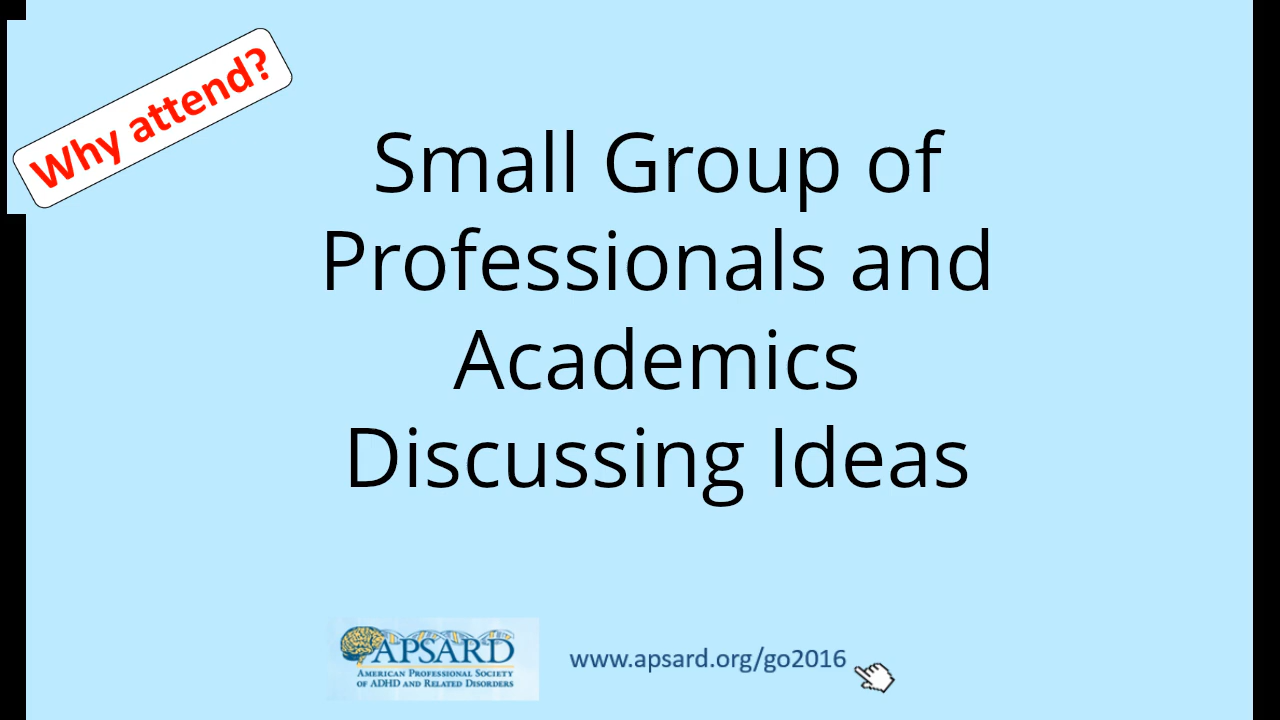 Why attend?
Small Group of
Professionals and
Academics
Discussing Ideas
APSARD
AMERICAN PROFESSIONAL SOCIETY
OF ADHD AND RELATED DISORDERS
www.apsard.org/go2016